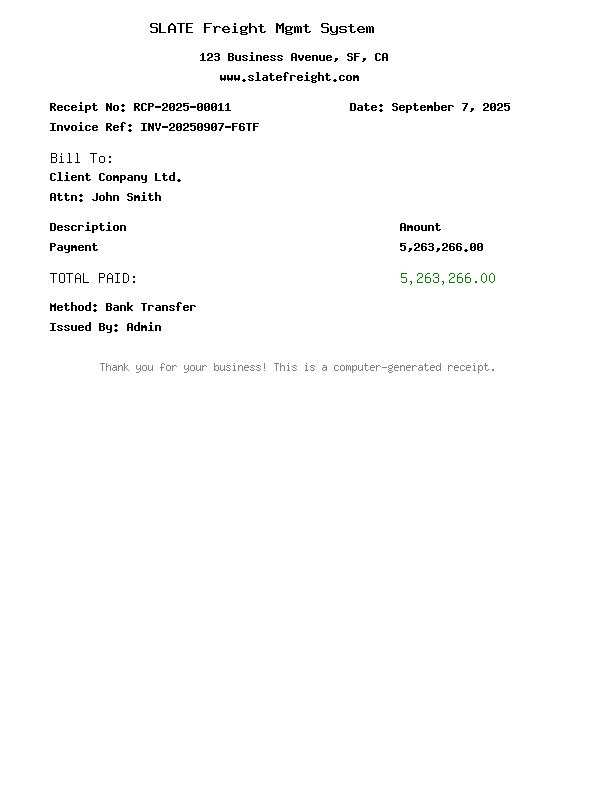 SLATE Freight Mgmt System
123 Business Avenue, SF, CA
www.slatefreight.com
Receipt No: RCP-2025-00011 Date: September 7, 2025
Invoice Ref: INV-20250907-F6TF
Bill To:
Client Company Ltd.
Attn: John Smith
Description Amount
Payment 5,263,266.00
TOTAL PAID: 5,263,266.00
Method: Bank Transfer
Issued By: Admin
Thank you for your business! This is a computer-generated receipt.